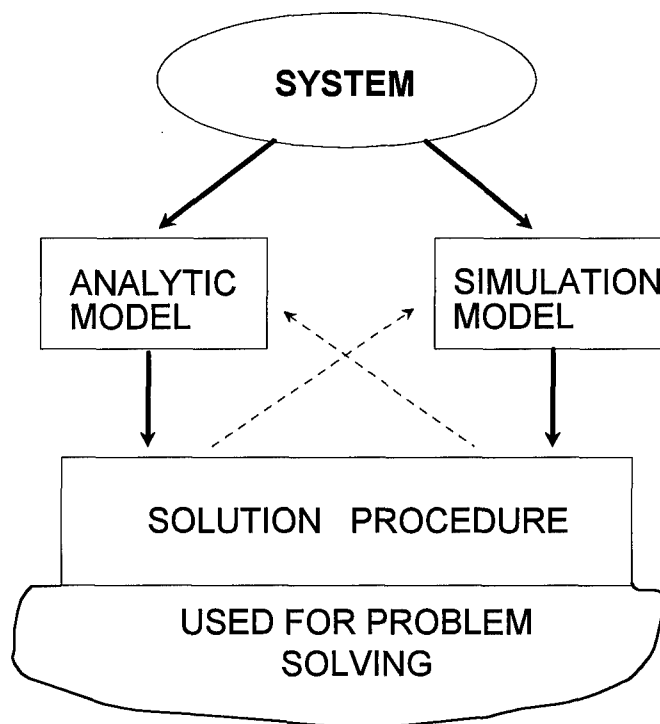 SYSTEM
ANALYTIC
MODEL
SIMULATION
MODEL
SOLUTION PROCEDURE
USED FOR PROBLEM
SOLVING